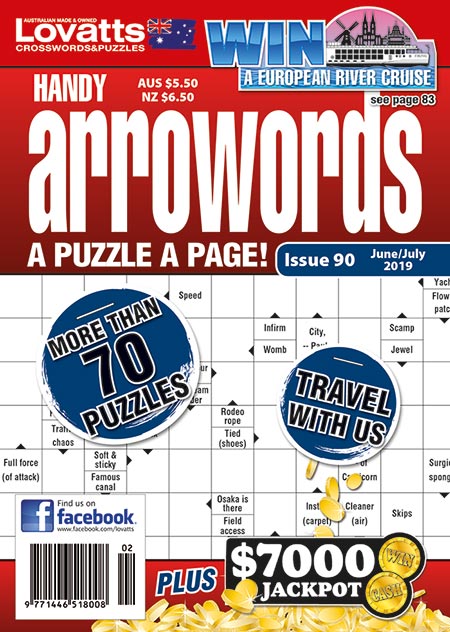 AUSTRALIAN MADE & OWNED
Lovatts
CROSSWORDS&PUZZLES
WIN
A EUROPEAN RIVER CRUISE
see page 83
HANDY
AUS $5.50
NZ $6.50
arrowords
A PUZZLE A PAGE!
Issue 90
June/July
2019
Speed
Infirm
Womb
City,
Scamp
Jewel
MORE THAN
70
PUZZLES
TRAVEL
WITH US
Rodeo
rope
Tied
(shoes)
chaos
Full force
(of attack)
Soft &
sticky
Famous
canal
of
Osaka is
there
Field
access
(carpet)
Cleaner
(air)
Skips
Find us on
facebook
www.facebook.com/lovatts
02
9 771446 518008
PLUS
$7000
JACKPOT
WIN
CASH